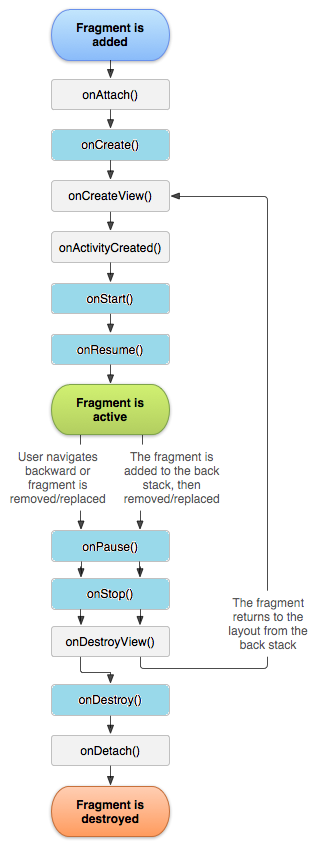 Fragment is
added
onAttach()
onCreate()
onCreateView()
onActivityCreated()
onStart()
onResume()
Fragment is
active
User navigates
backward or
fragment is
removed/replaced
The fragment is
added to the back
stack, then
removed/replaced
onPause()
onStop()
The fragment
returns to the
layout from the
back stack
onDestroyView()
onDestroy()
onDetach()
Fragment is
destroyed